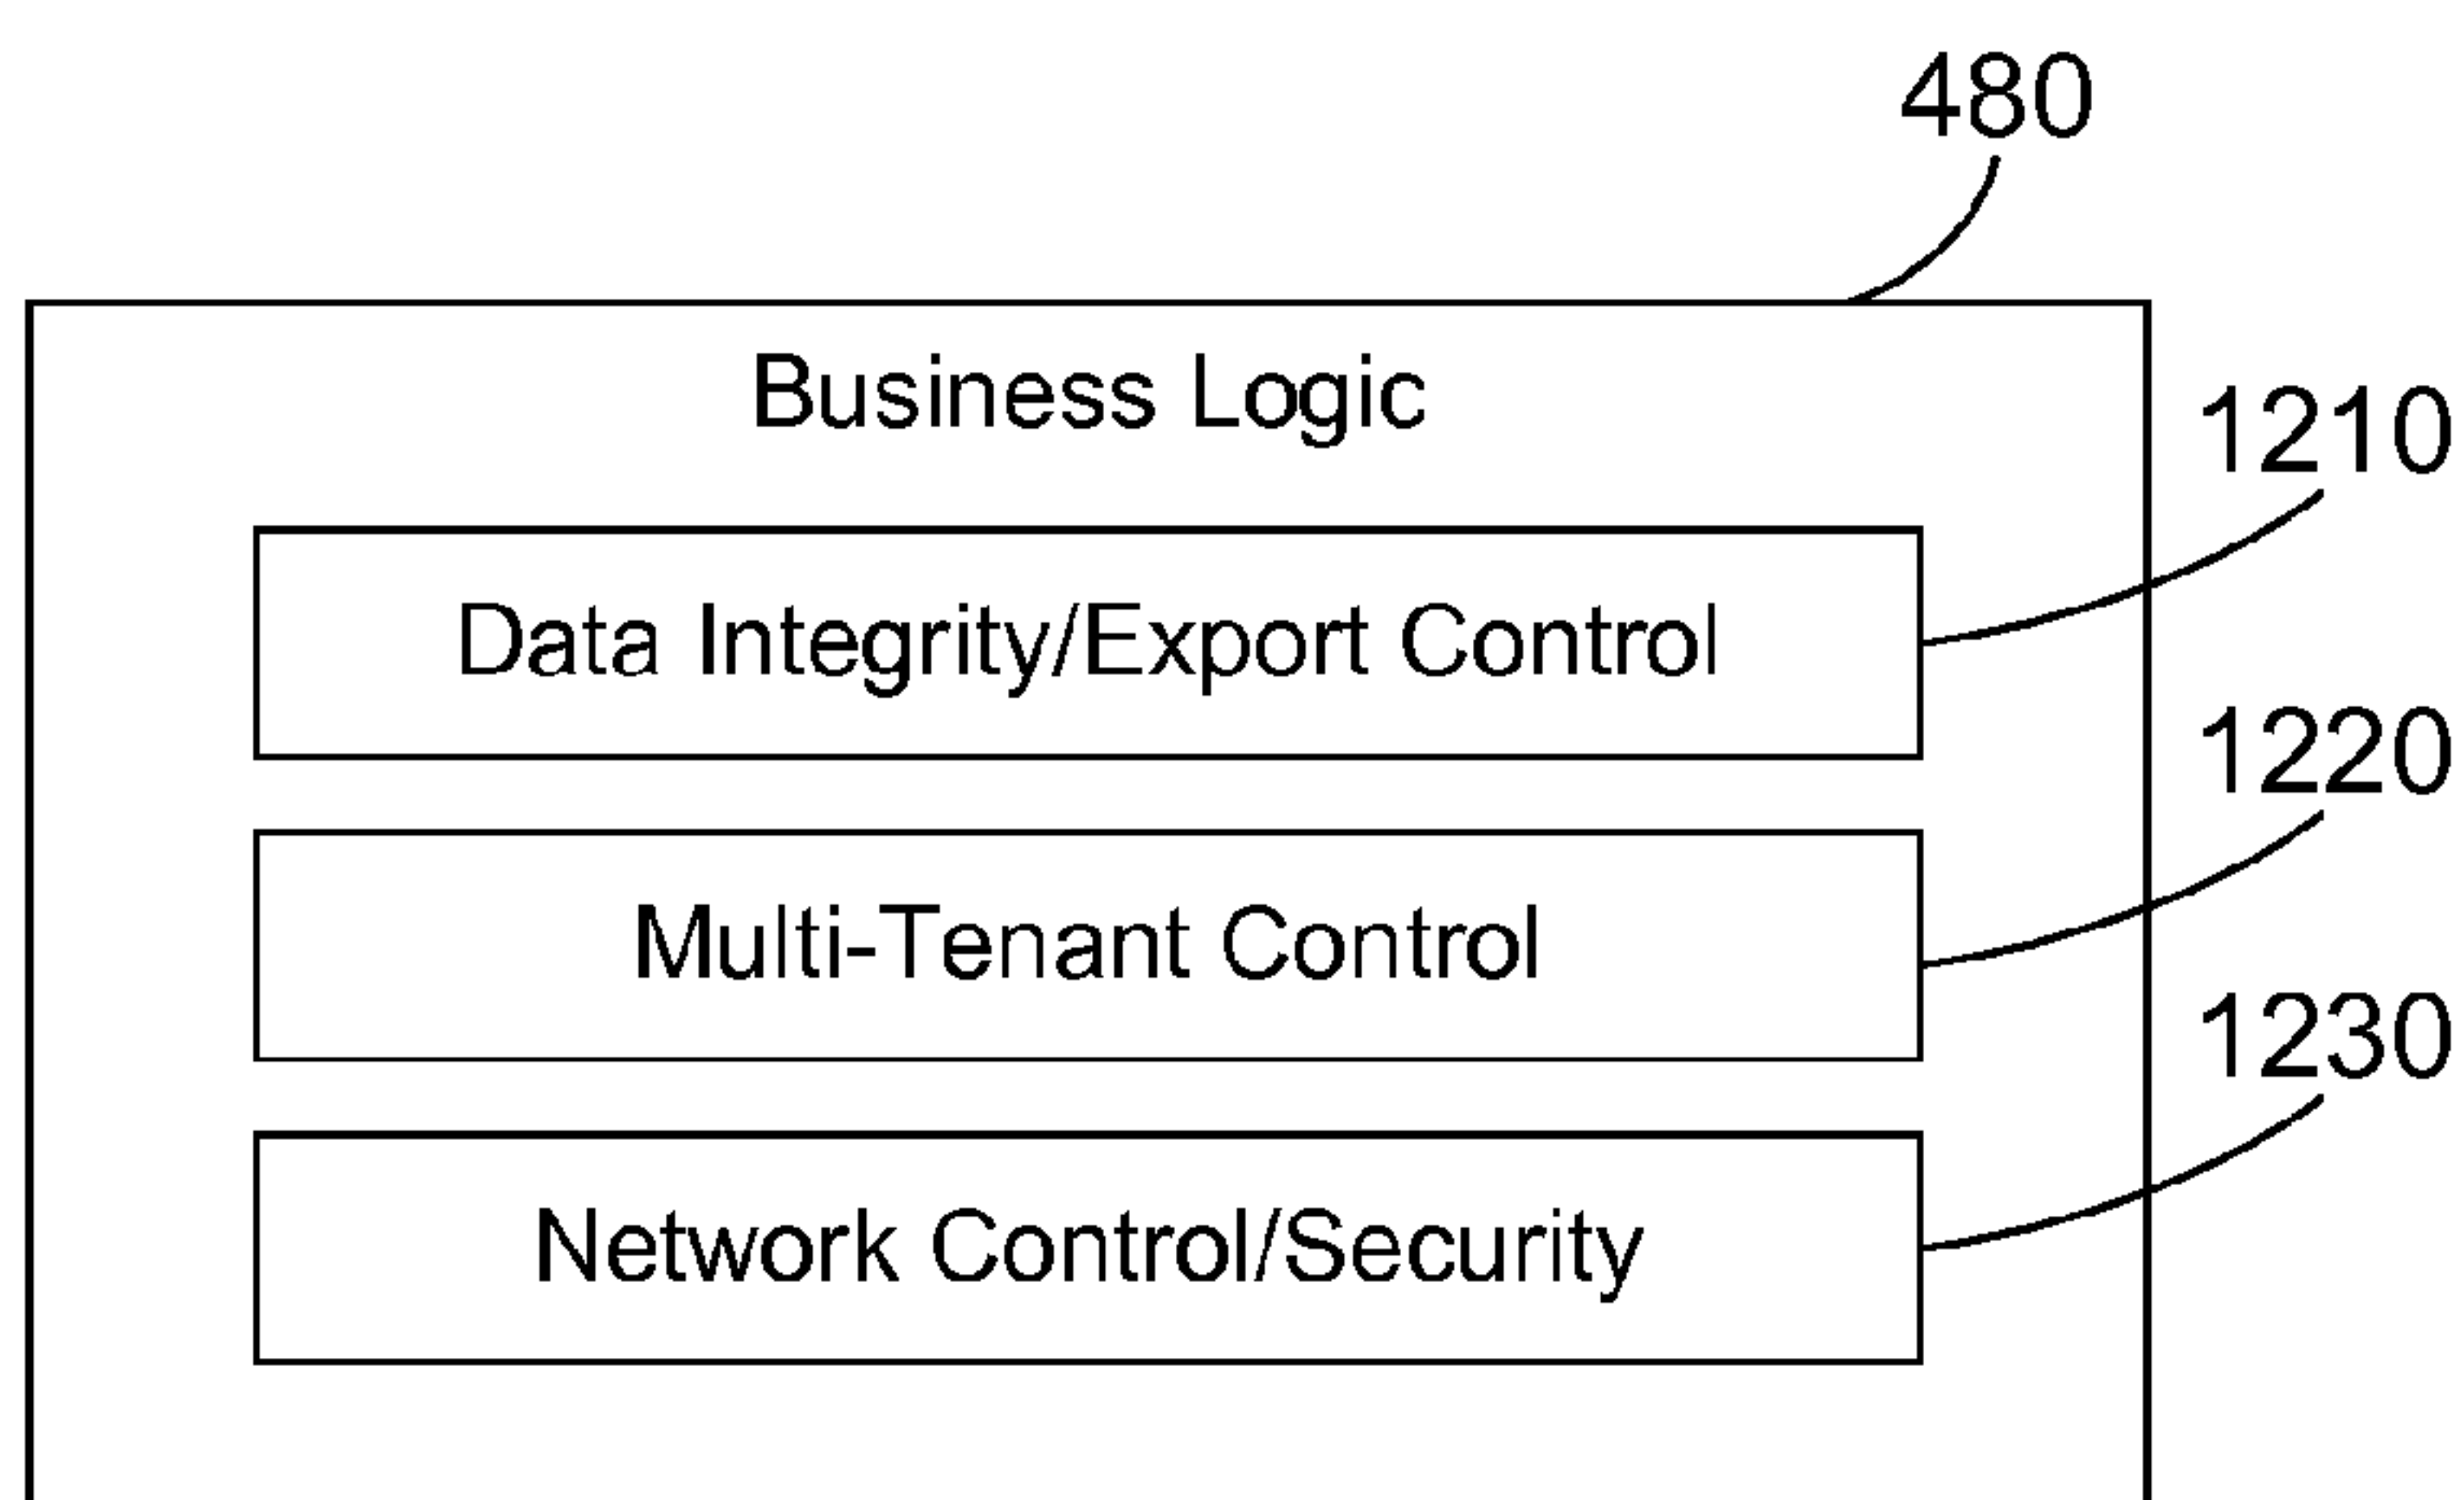 480
Business Logic
1210
Data Integrity/Export Control
1220
Multi-Tenant Control
1230
Network Control/Security